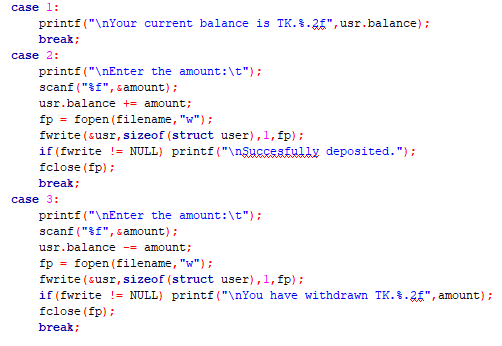 case 1:
printf("\nYour current balance is TK.%.2f",usr.balance);
break;
case 2:
printf("\nEnter the amount:\t");
scanf("%f",&amount);
usr.balance += amount;
fp = fopen(filename,"w");
fwrite(&usr,sizeof(struct user),1,fp);
if(fwrite != NULL) printf("\nSuccesfully deposited.");
fclose(fp);
break;
case 3:
printf("\nEnter the amount:\t");
scanf("%f",&amount);
usr.balance -= amount;
fp = fopen(filename,"w");
fwrite(&usr,sizeof(struct user),1,fp);
if(fwrite != NULL) printf("\nYou have withdrawn TK.%.2f",amount);
fclose(fp);
break;